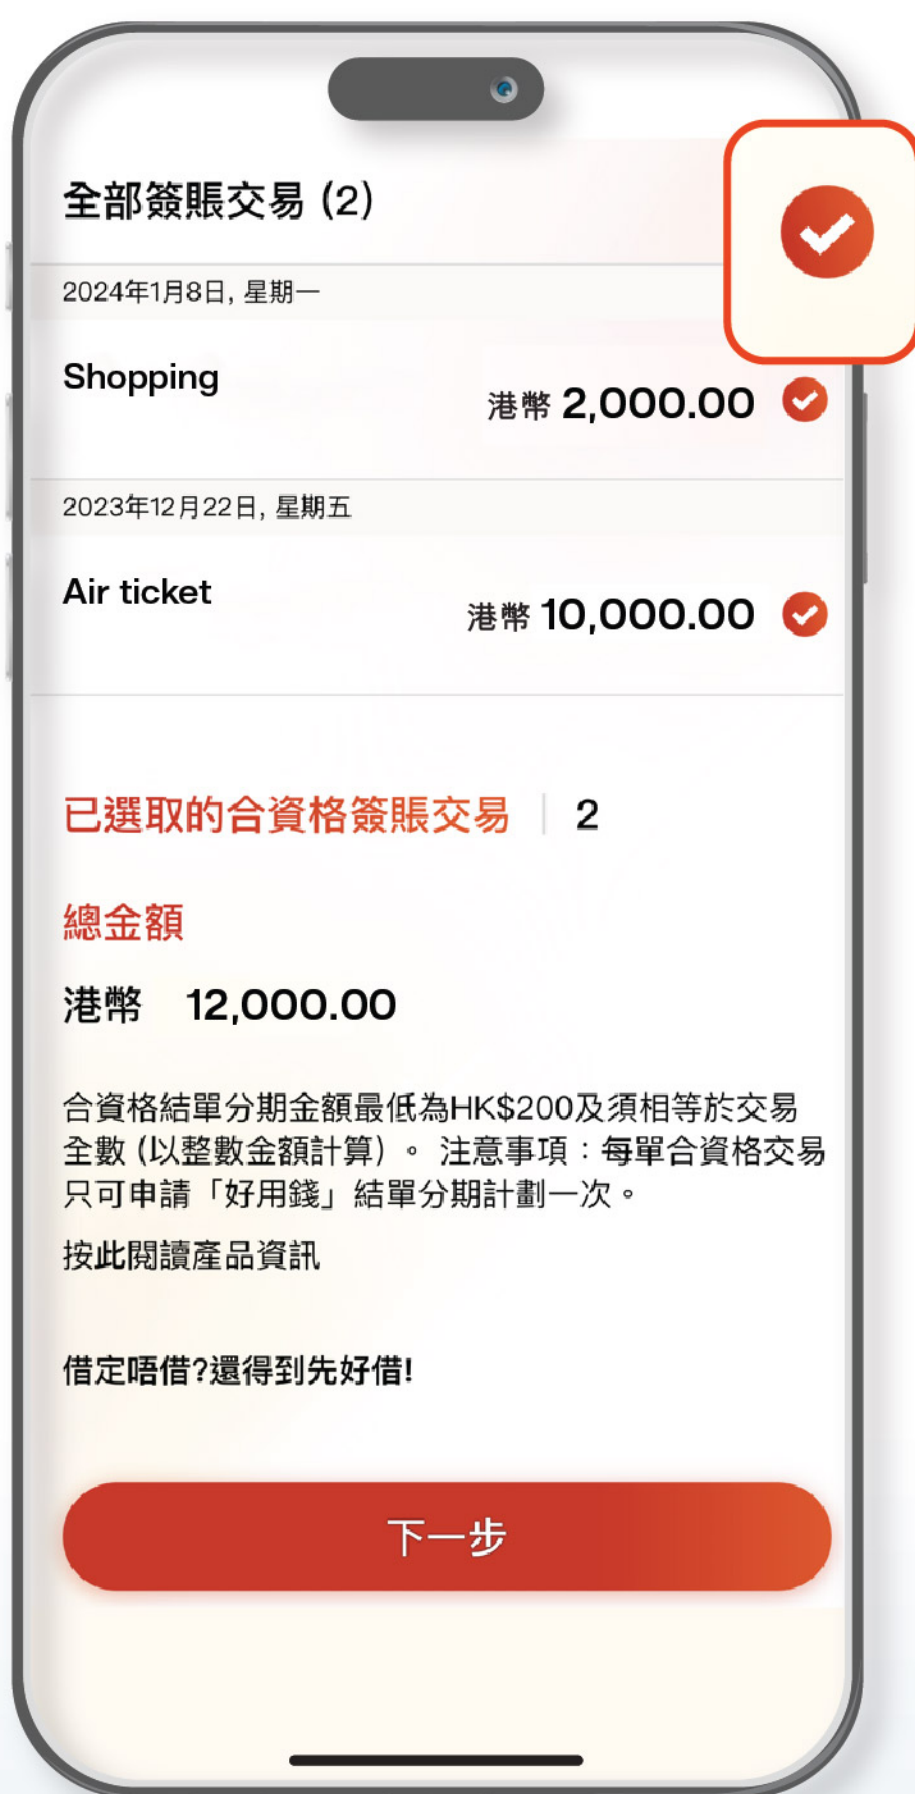 全部簽賬交易 (2)
2024年1月8日, 星期一
Shopping
港幣 2,000.00
2023年12月22日, 星期五
Air ticket
港幣 10,000.00
已選取的合資格簽賬交易 | 2
總金額
港幣 12,000.00
合資格結單分期金額最低為HK$200及須相等於交易
全數 (以整數金額計算) 。 注意事項：每單合資格交易
只可申請「好用錢」結單分期計劃一次。
按此閱讀產品資訊
借定唔借?還得到先好借!
下一步